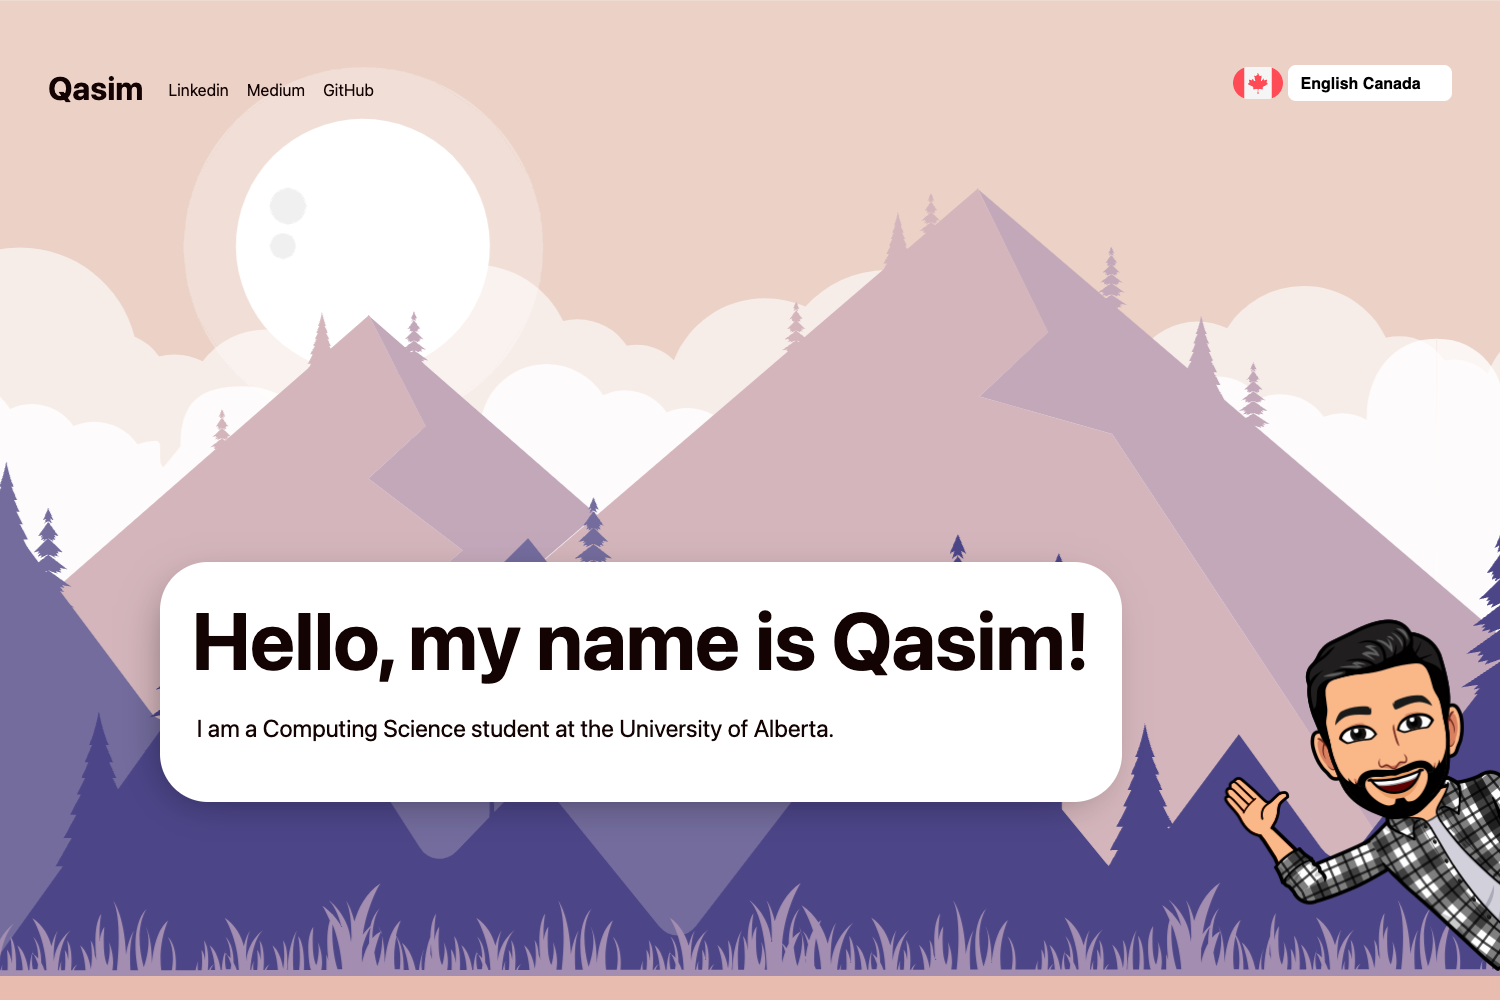 Qasim
Linkedin Medium GitHub
English Canada
Hello, my name is Qasim!
I am a Computing Science student at the University of Alberta.